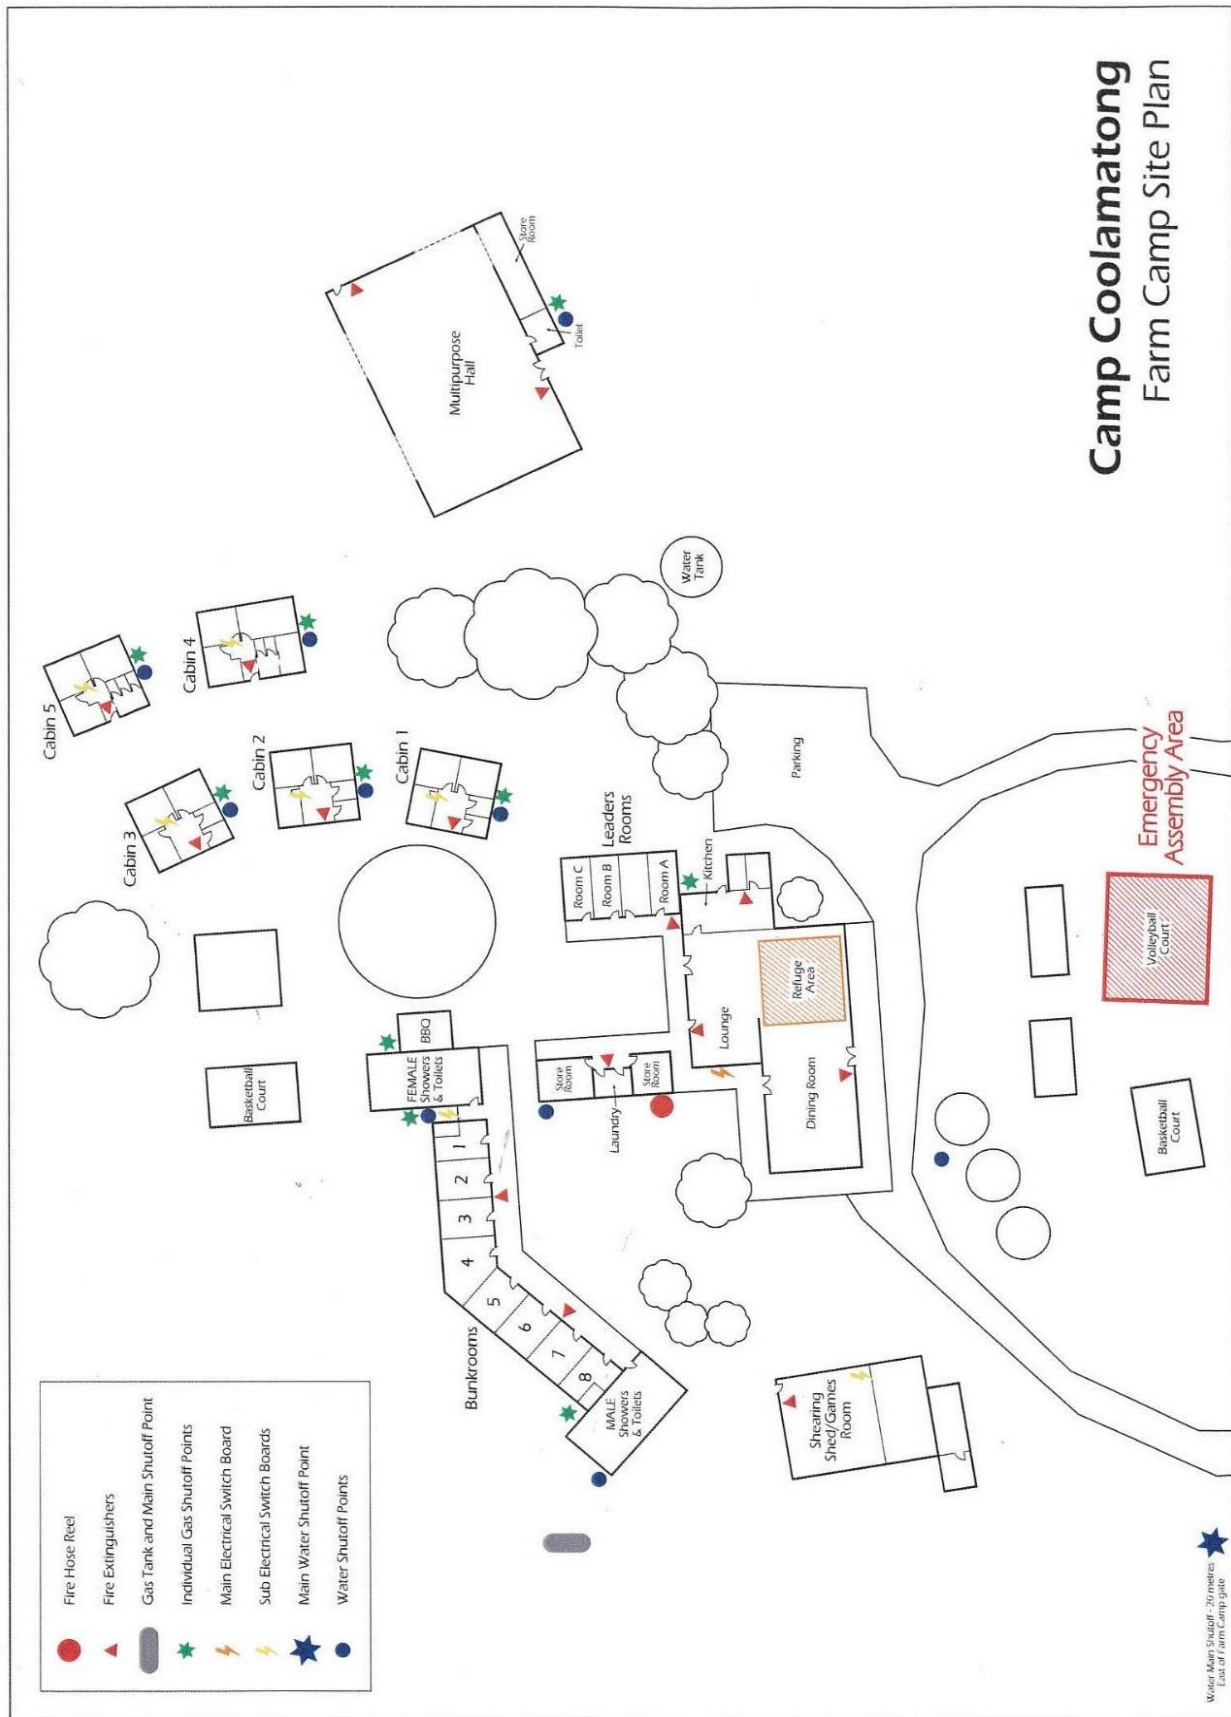 Camp Coolamatong
Farm Camp Site Plan
Fire Hose Reel
Fire Extinguishers
Gas Tank and Main Shutoff Point
Individual Gas Shutoff Points
Main Electrical Switch Board
Sub Electrical Switch Boards
Main Water Shutoff Point
Water Shutoff Points
Basketball
Court
Cabin 3
Cabin 5
Cabin 2
Cabin 4
Cabin 1
Multipurpose
Hall
Store
Room
Toilet
Bunkrooms
1
2
3
4
5
6
7
8
FEMALE
Showers
& Toilets
BBQ
MALE
Showers
& Toilets
Store
Room
Laundry
Store
Room
Leaders
Rooms
Room C
Room B
Room A
Kitchen
Lounge
Dining Room
Refuge
Area
Water
Tank
Parking
Shearing
Shed/Games
Room
Basketball
Court
Volleyball
Court
Emergency
Assembly Area
Water Main Shutoff - 20 metres
East of Farm Camp gate